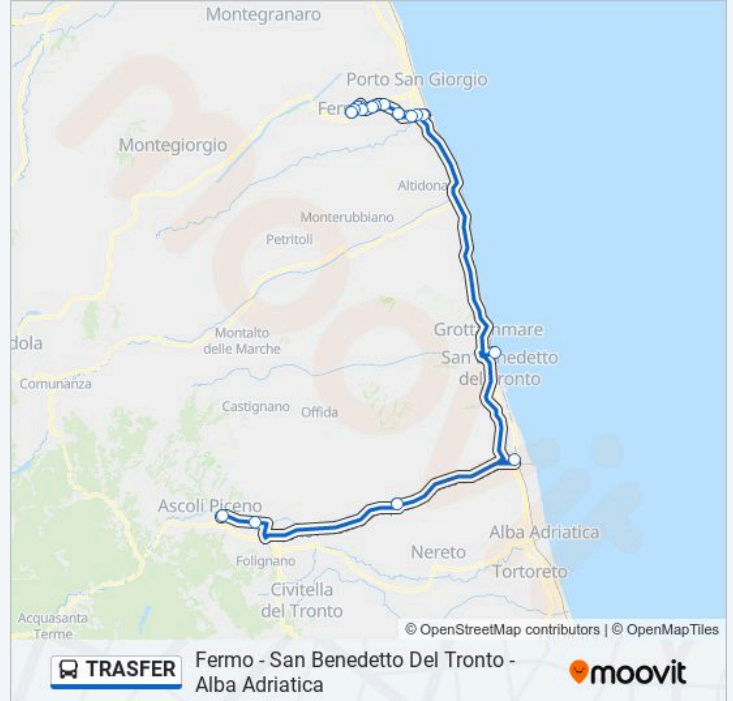 Montegranaro
Porto San Giorgio
Fermo
Montegiorgio
Altidona
Monterubbiano
Petritoli
Grottammare
Montalto
delle Marche
dola
San Benedetto
del Tronto
Comunanza
Castignano
Offida
Ascoli Piceno
Alba Adriatica
Nereto
Folignano
Tortoreto
Civitella
del Tronto
Acquasanta
Terme
© OpenStreetMap contributors | © OpenMapTiles
TRASFER
Fermo - San Benedetto Del Tronto -
Alba Adriatica
moovit